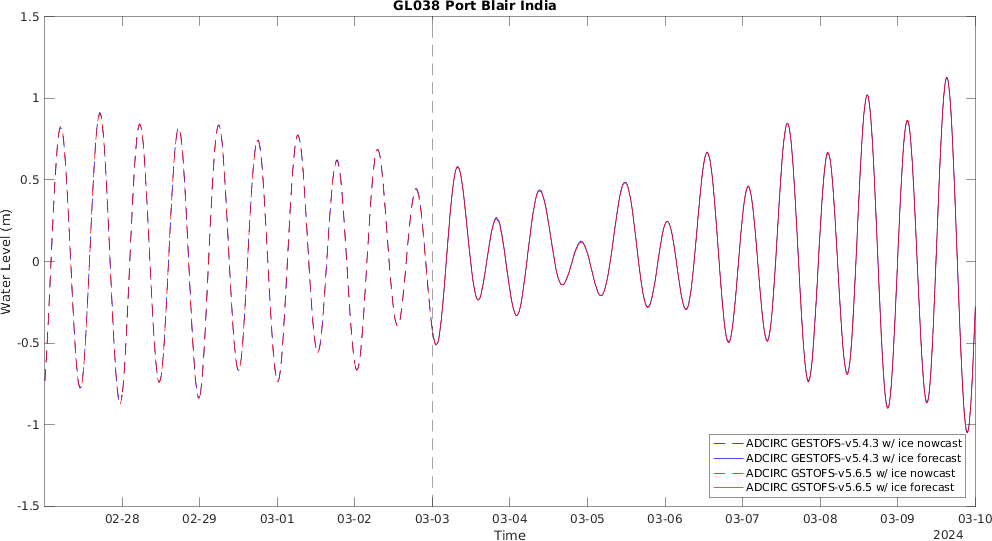 GL038 Port Blair India
1.5
1
0.5
0
-0.5
-1
-1.5
Water Level (m)
ADCIRC GESTOFS-v5.4.3 w/ ice nowcast
ADCIRC GESTOFS-v5.4.3 w/ ice forecast
ADCIRC GSTOFS-v5.6.5 w/ ice nowcast
ADCIRC GSTOFS-v5.6.5 w/ ice forecast
02-28 02-29 03-01 03-02 03-03 03-04 03-05 03-06 03-07 03-08 03-09 03-10
Time
2024